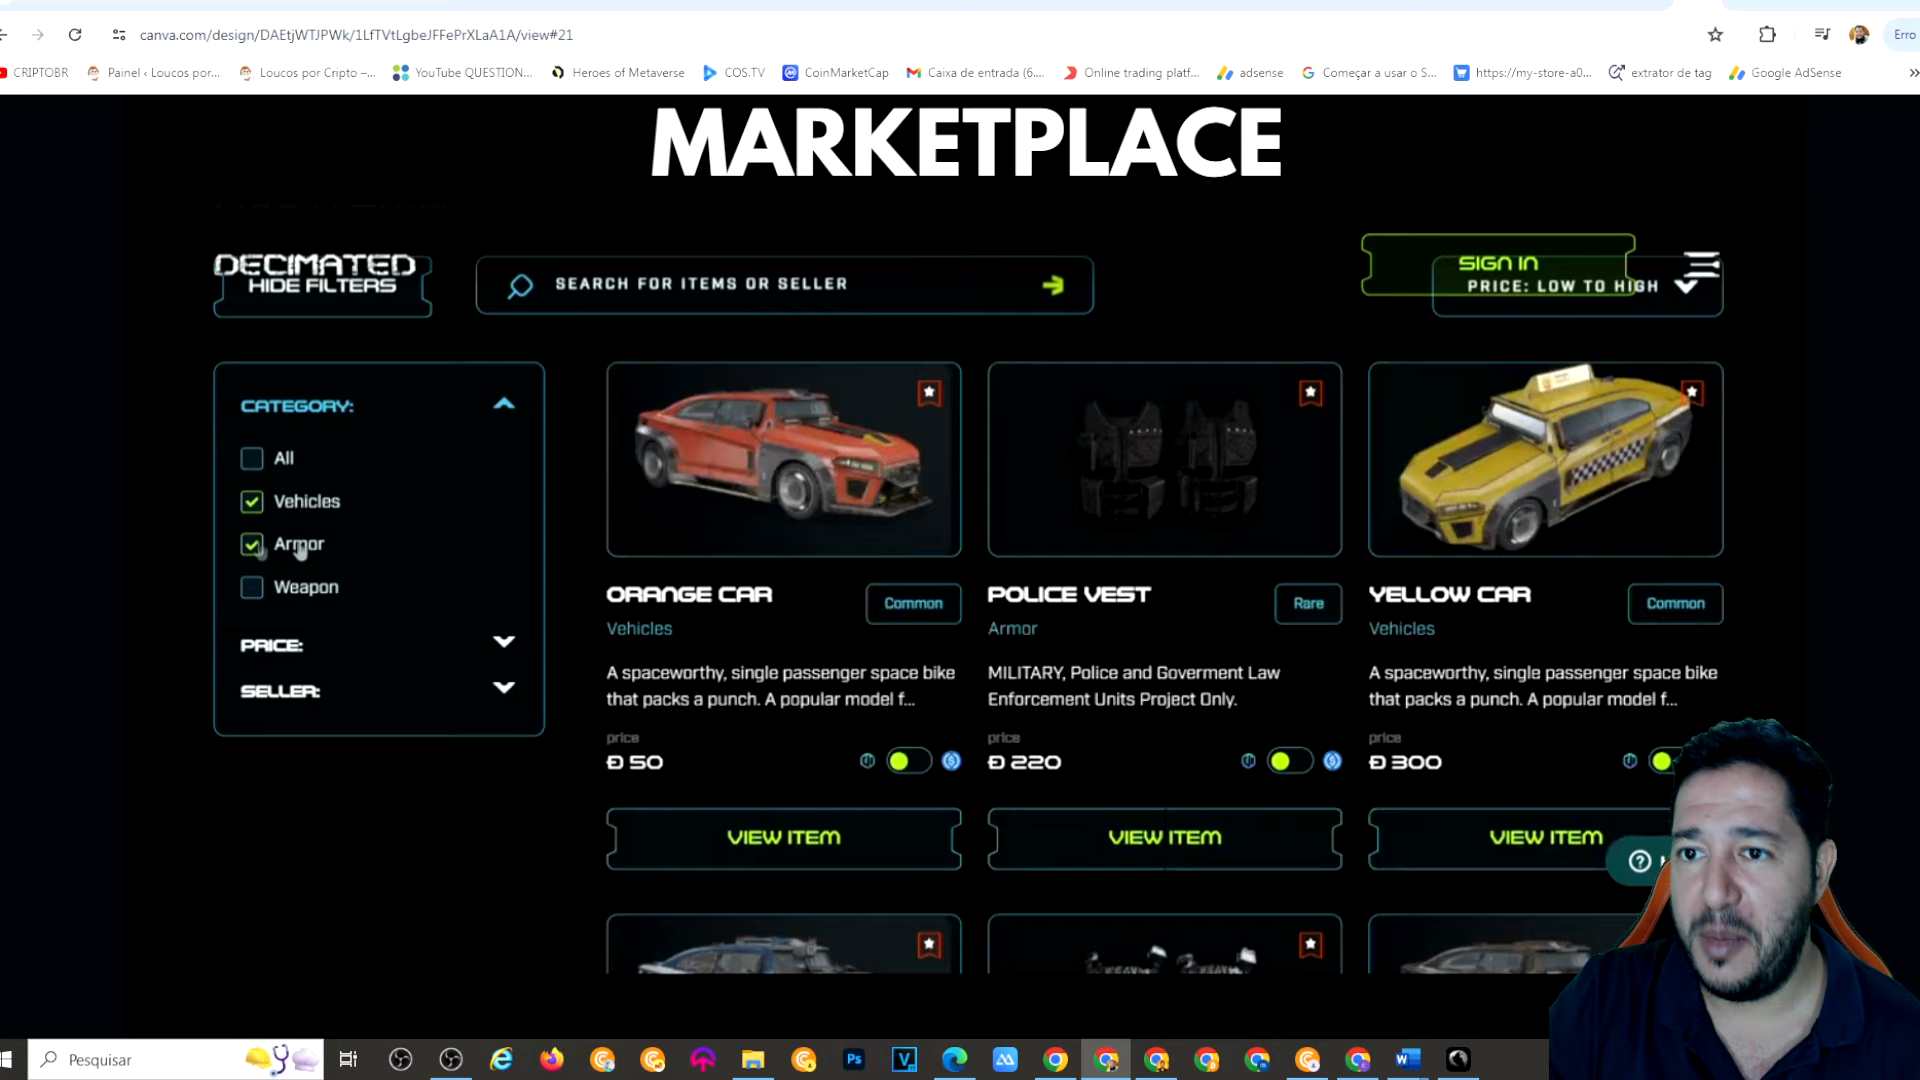 canva.com/design/DAEtjWTJPWk/1LfTVtLgbeJFFePrXLaA1A/view#21
Erro
CRIPTOBR
Painel ‹ Loucos por...
Loucos por Cripto –...
YouTube QUESTION...
Heroes of Metaverse
COS.TV
CoinMarketCap
Caixa de entrada (6....
Online trading platf...
adsense
Começar a usar o S...
https://my-store-a0...
extrator de tag
Google AdSense
»
MARKETPLACE
DECIMATED
HIDE FILTERS
SEARCH FOR ITEMS OR SELLER
SIGN IN
PRICE: LOW TO HIGH
CATEGORY:
All
Vehicles
Armor
Weapon
PRICE:
SELLER:
ORANGE CAR
Common
Vehicles
A spaceworthy, single passenger space bike
that packs a punch. A popular model f...
price
Đ 50
VIEW ITEM
POLICE VEST
Rare
Armor
MILITARY, Police and Goverment Law
Enforcement Units Project Only.
price
Đ 220
VIEW ITEM
YELLOW CAR
Common
Vehicles
A spaceworthy, single passenger space bike
that packs a punch. A popular model f...
price
Đ 300
VIEW ITEM
Pesquisar
Ps
V